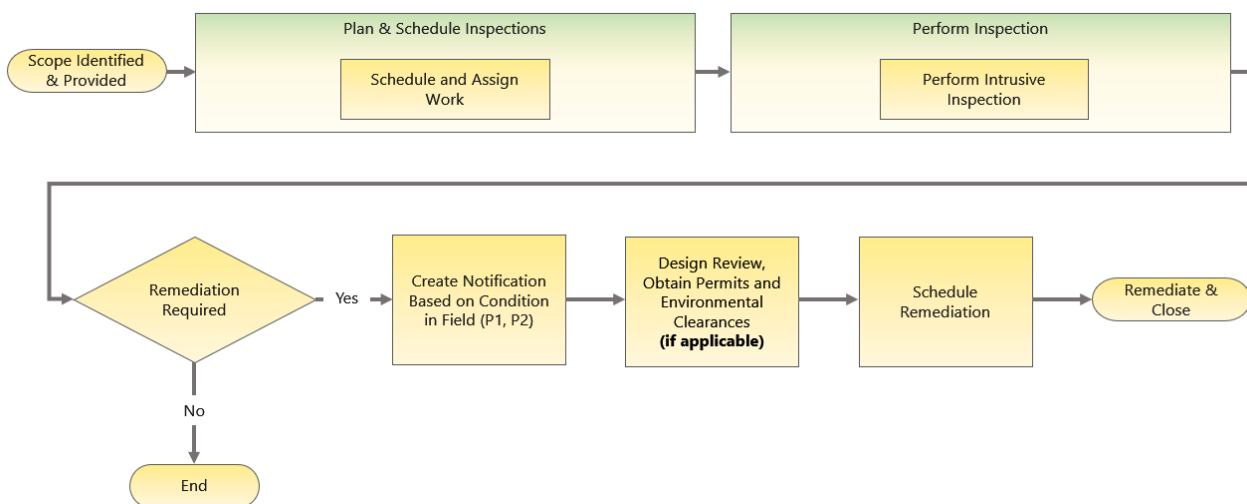 Plan & Schedule Inspections
Perform Inspection
Scope Identified
& Provided
Schedule and Assign
Work
Perform Intrusive
Inspection
Remediation
Required
Yes
Create Notification
Based on Condition
in Field (P1, P2)
Design Review,
Obtain Permits and
Environmental
Clearances
(if applicable)
Schedule
Remediation
Remediate &
Close
No
End